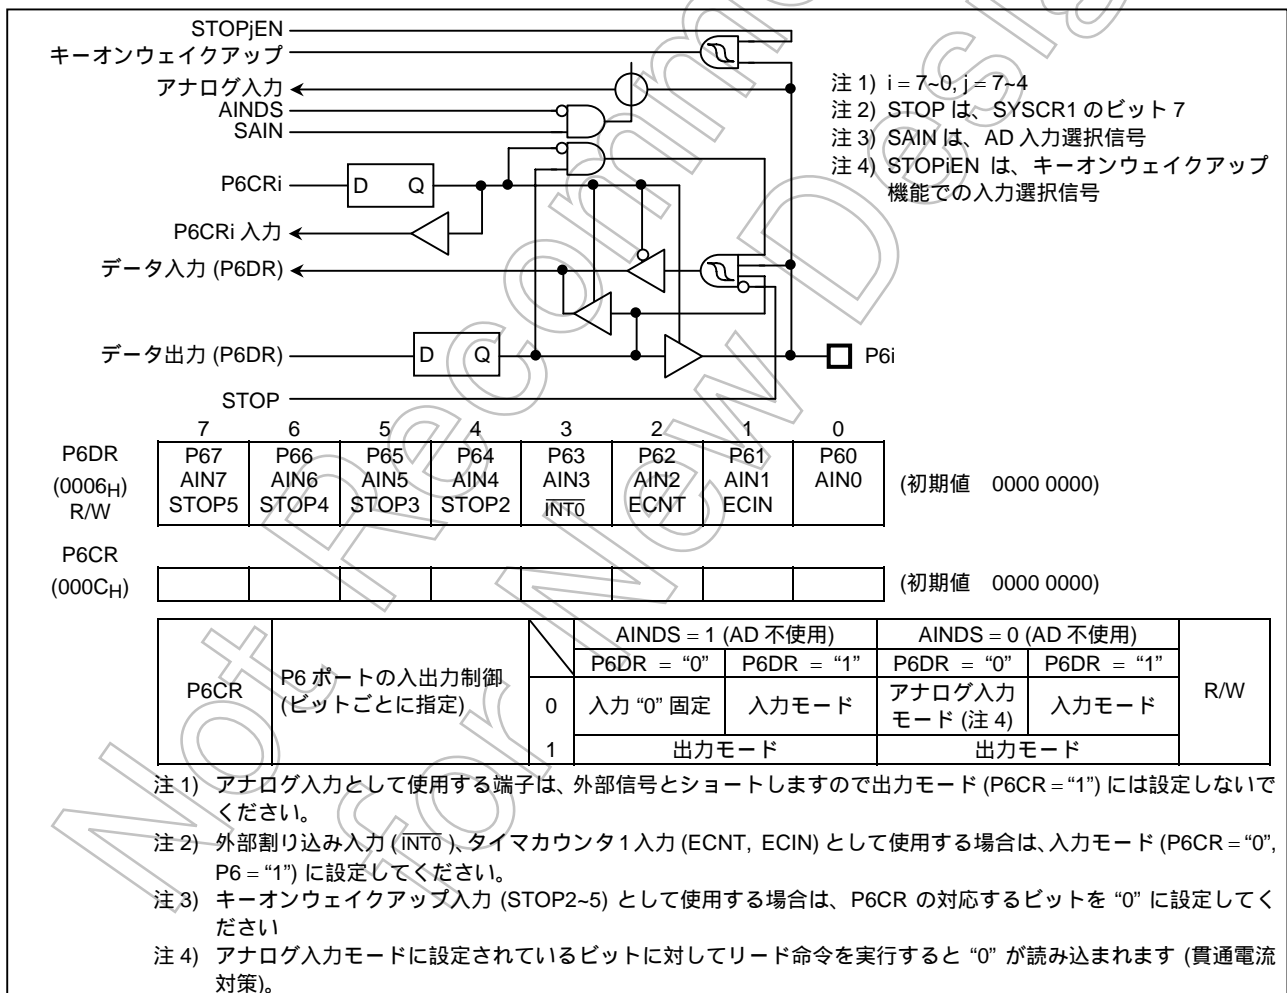 STOPjEN
キーオンウェイクアップ
アナログ入力
AINDS
SAIN
P6CRi
D Q
P6CRi 入力
データ入力 (P6DR)
データ出力 (P6DR)
D Q
P6i
STOP
注 1) i = 7~0, j = 7~4
注 2) STOP は、SYSCR1 のビット 7
注 3) SAIN は、AD 入力選択信号
注 4) STOPjEN は、キーオンウェイクアップ
機能での入力選択信号
7 6 5 4 3 2 1 0
P6DR
(0006H)
R/W
P67 P66 P65 P64 P63 P62 P61 P60
AIN7 AIN6 AIN5 AIN4 AIN3 AIN2 AIN1 AIN0
STOP5 STOP4 STOP3 STOP2 INT0 ECNT ECIN
(初期値 0000 0000)
P6CR
(000CH)
(初期値 0000 0000)
P6CR
P6 ポートの入出力制御
(ビットごとに指定)
AINDS = 1 (AD 不使用) AINDS = 0 (AD 不使用)
P6DR = “0” P6DR = “1” P6DR = “0” P6DR = “1”
0 入力 “0” 固定 入力モード アナログ入力
モード (注 4) 入力モード
1 出力モード 出力モード
R/W
注 1) アナログ入力として使用する端子は、外部信号とショートしますので出力モード (P6CR = “1”) には設定しないで
ください。
注 2) 外部割り込み入力 (INT0)、タイマカウンタ1入力 (ECNT, ECIN) として使用する場合は、入力モード (P6CR = “0”,
P6 = “1”) に設定してください。
注 3) キーオンウェイクアップ入力 (STOP2~5) として使用する場合は、P6CR の対応するビットを “0” に設定してく
ださい
注 4) アナログ入力モードに設定されているビットに対してリード命令を実行すると “0” が読み込まれます (貫通電流
対策)。
Not Recommended
for New Design